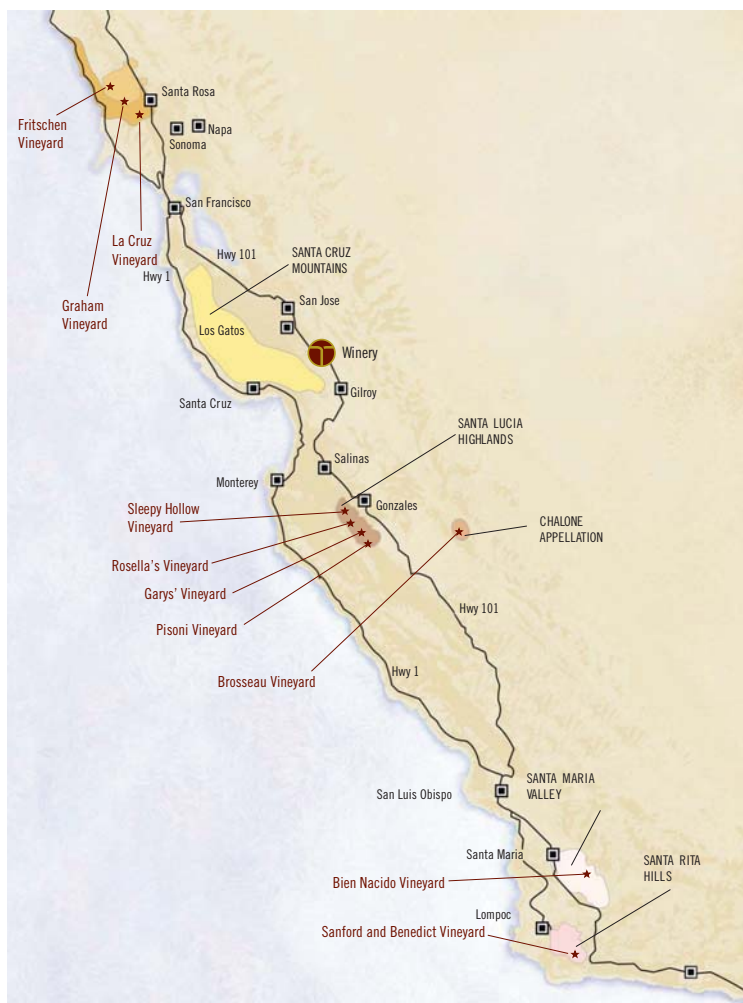 Santa Rosa
Fritschen
Vineyard
Napa
Sonoma
San Francisco
La Cruz
Vineyard
Hwy 101
SANTA CRUZ
MOUNTAINS
Hwy 1
Graham
Vineyard
San Jose
Los Gatos
Winery
Gilroy
Santa Cruz
SANTA LUCIA
HIGHLANDS
Salinas
Monterey
Sleepy Hollow
Vineyard
Gonzales
CHALONE
APPELLATION
Rosella's Vineyard
Garys' Vineyard
Hwy 101
Pisoni Vineyard
Hwy 1
Brosseau Vineyard
SANTA MARIA
VALLEY
San Luis Obispo
Santa Maria
SANTA RITA
HILLS
Bien Nacido Vineyard
Lompoc
Sanford and Benedict Vineyard